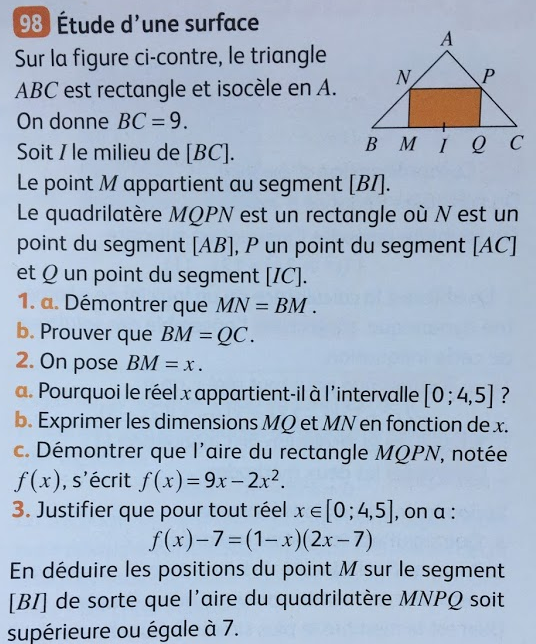 98 Étude d'une surface
Sur la figure ci-contre, le triangle
ABC est rectangle et isocèle en A.
On donne BC = 9.
Soit I le milieu de [BC].
Le point M appartient au segment [BI].
Le quadrilatère MQPN est un rectangle où N est un
point du segment [AB], P un point du segment [AC]
et Q un point du segment [IC].
1. a. Démontrer que MN = BM .
b. Prouver que BM = QC.
2. On pose BM = x.
a. Pourquoi le réel x appartient-il à l'intervalle [0 ; 4,5] ?
b. Exprimer les dimensions MQ et MN en fonction de x.
c. Démontrer que l'aire du rectangle MQPN, notée
f(x), s'écrit f(x) = 9x − 2x².
3. Justifier que pour tout réel x ∈ [0 ; 4,5], on a :
f(x) − 7 = (1 − x)(2x − 7)
En déduire les positions du point M sur le segment
[BI] de sorte que l'aire du quadrilatère MNPQ soit
supérieure ou égale à 7.
A
N P
B M I Q C